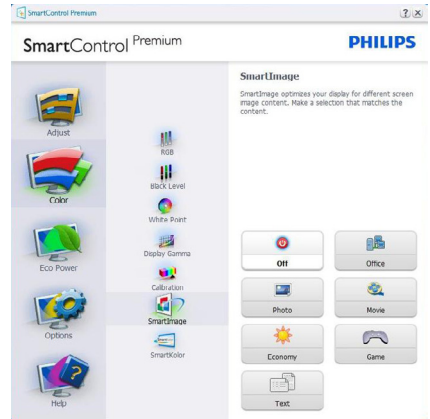 SmartControl Premium
SmartControl Premium
PHILIPS
Adjust
Color
Eco Power
Options
Help
RGB
Black Level
White Point
Display Gamma
Calibration
SmartImage
SmartKolor
SmartImage
SmartImage optimizes your display for different screen
image content. Make a selection that matches the
content.
Off
Office
Photo
Movie
Economy
Game
Text